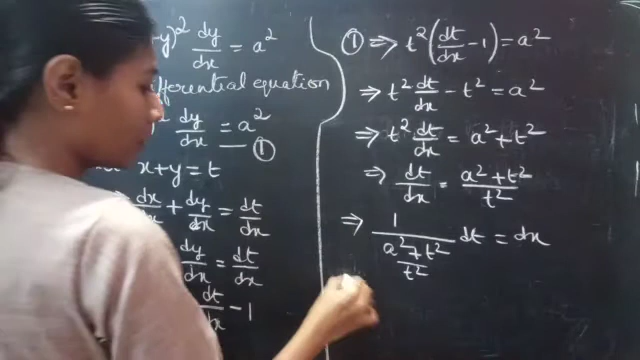 y)² dy/dx = a²
fferential equation
² dy/dx = a² — ①
x+y=t
dx/dx + dy/dx = dt/dx
dy/dx = dt/dx
dt/dx − 1
① ⇒ t² (dt/dx − 1) = a²
⇒ t² dt/dx − t² = a²
⇒ t² dt/dx = a² + t²
⇒ dt/dx = (a² + t²)/t²
⇒ 1/((a² + t²)/t²) dt = dx